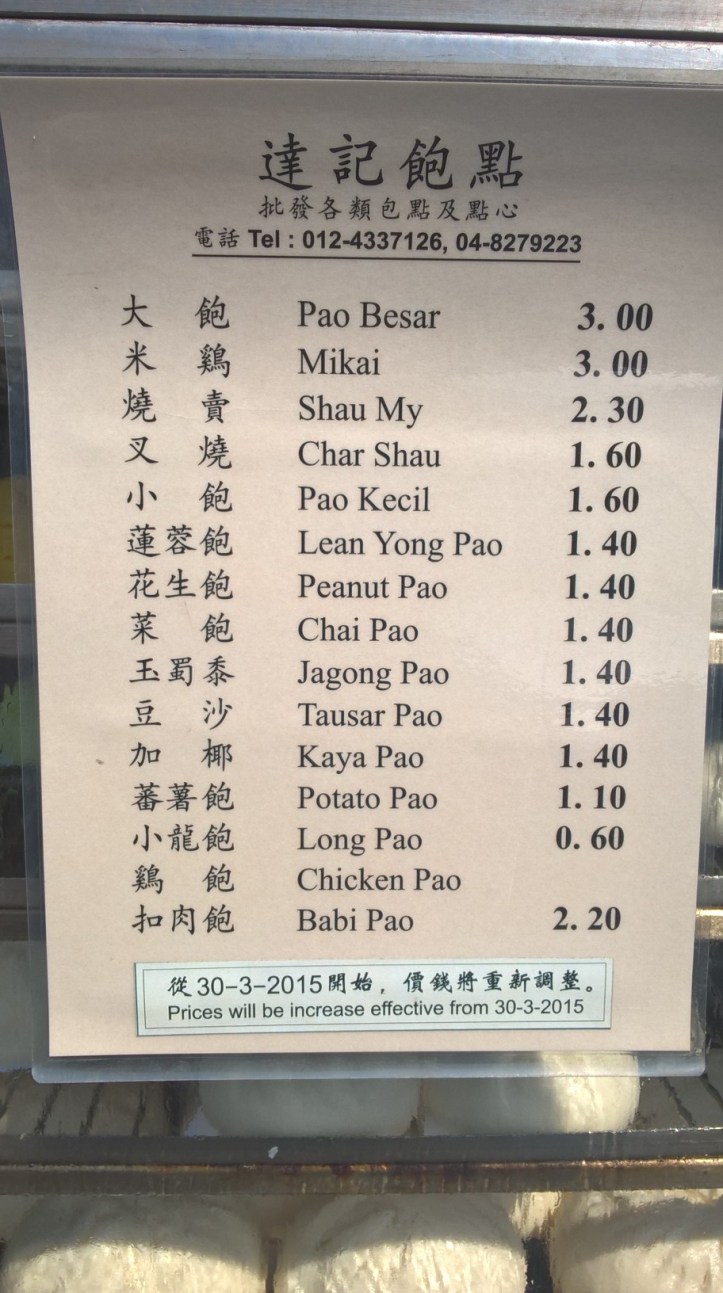 達記飽點
批發各類包點及點心
電話 Tel : 012-4337126, 04-8279223
大飽 Pao Besar 3.00
米鷄 Mikai 3.00
燒賣 Shau My 2.30
叉燒 Char Shau 1.60
小飽 Pao Kecil 1.60
蓮蓉飽 Lean Yong Pao 1.40
花生飽 Peanut Pao 1.40
菜飽 Chai Pao 1.40
玉蜀黍 Jagong Pao 1.40
豆沙 Tausar Pao 1.40
加椰 Kaya Pao 1.40
蕃薯飽 Potato Pao 1.10
小龍飽 Long Pao 0.60
鷄飽 Chicken Pao
扣肉飽 Babi Pao 2.20
從30-3-2015開始，價錢將重新調整。
Prices will be increase effective from 30-3-2015